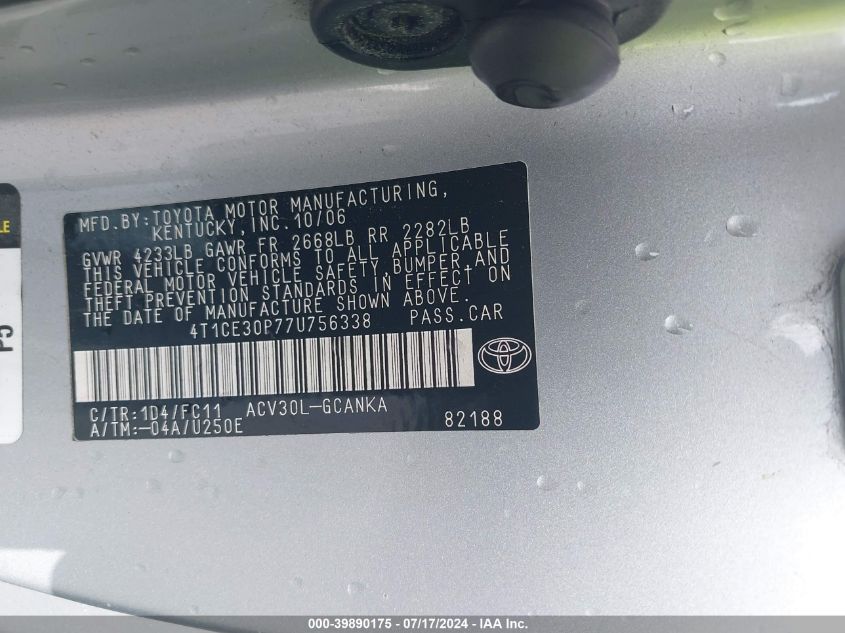 MFD.BY:TOYOTA MOTOR MANUFACTURING,
KENTUCKY,INC.10/06
GVWR 4233LB GAWR FR 2668LB RR 2282LB
THIS VEHICLE CONFORMS TO ALL APPLICABLE
FEDERAL MOTOR VEHICLE SAFETY,BUMPER AND
THEFT PREVENTION STANDARDS IN EFFECT ON
THE DATE OF MANUFACTURE SHOWN ABOVE.
4T1CE30P77U756338 PASS.CAR
C/TR:1D4/FC11 ACV30L-GCANKA
A/TM:-04A/U250E 82188
000-39890175 - 07/17/2024 - IAA Inc.